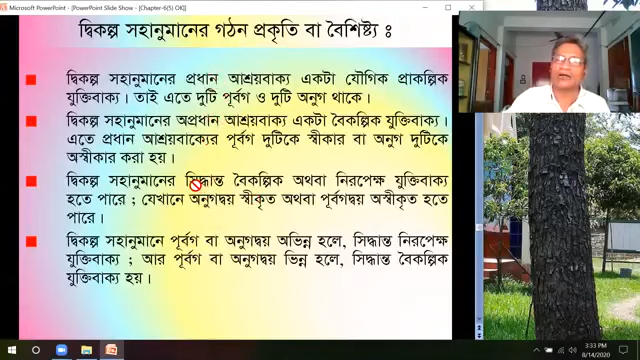 Microsoft PowerPoint - [PowerPoint Slide Show - [Chapter-6(5) OK]]
দ্বিকল্প সহানুমানের গঠন প্রকৃতি বা বৈশিষ্ট্য ঃ
দ্বিকল্প সহানুমানের প্রধান আশ্রয়বাক্য একটা যৌগিক প্রাকল্পিক
যুক্তিবাক্য। তাই এতে দুটি পূর্বগ ও দুটি অনুগ থাকে।
দ্বিকল্প সহানুমানের অপ্রধান আশ্রয়বাক্য একটা বৈকল্পিক যুক্তিবাক্য।
এতে প্রধান আশ্রয়বাক্যের পূর্বগ দুটিকে স্বীকার বা অনুগ দুটিকে
অস্বীকার করা হয়।
দ্বিকল্প সহানুমানের সিদ্ধান্ত বৈকল্পিক অথবা নিরপেক্ষ যুক্তিবাক্য
হতে পারে ; যেখানে অনুগদ্বয় স্বীকৃত অথবা পূর্বগদ্বয় অস্বীকৃত হতে
পারে।
দ্বিকল্প সহানুমানে পূর্বগ বা অনুগদ্বয় অভিন্ন হলে, সিদ্ধান্ত নিরপেক্ষ
যুক্তিবাক্য ; আর পূর্বগ বা অনুগদ্বয় ভিন্ন হলে, সিদ্ধান্ত বৈকল্পিক
যুক্তিবাক্য হয়।
3:33 PM
8/14/2020